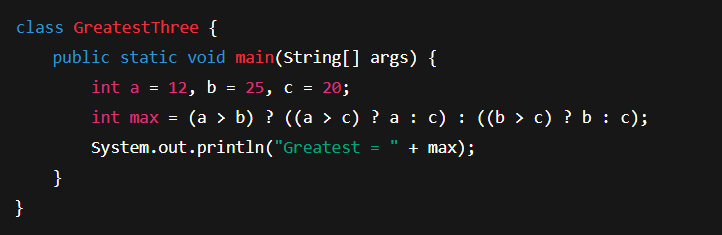 class GreatestThree {
    public static void main(String[] args) {
        int a = 12, b = 25, c = 20;
        int max = (a > b) ? ((a > c) ? a : c) : ((b > c) ? b : c);
        System.out.println("Greatest = " + max);
    }
}